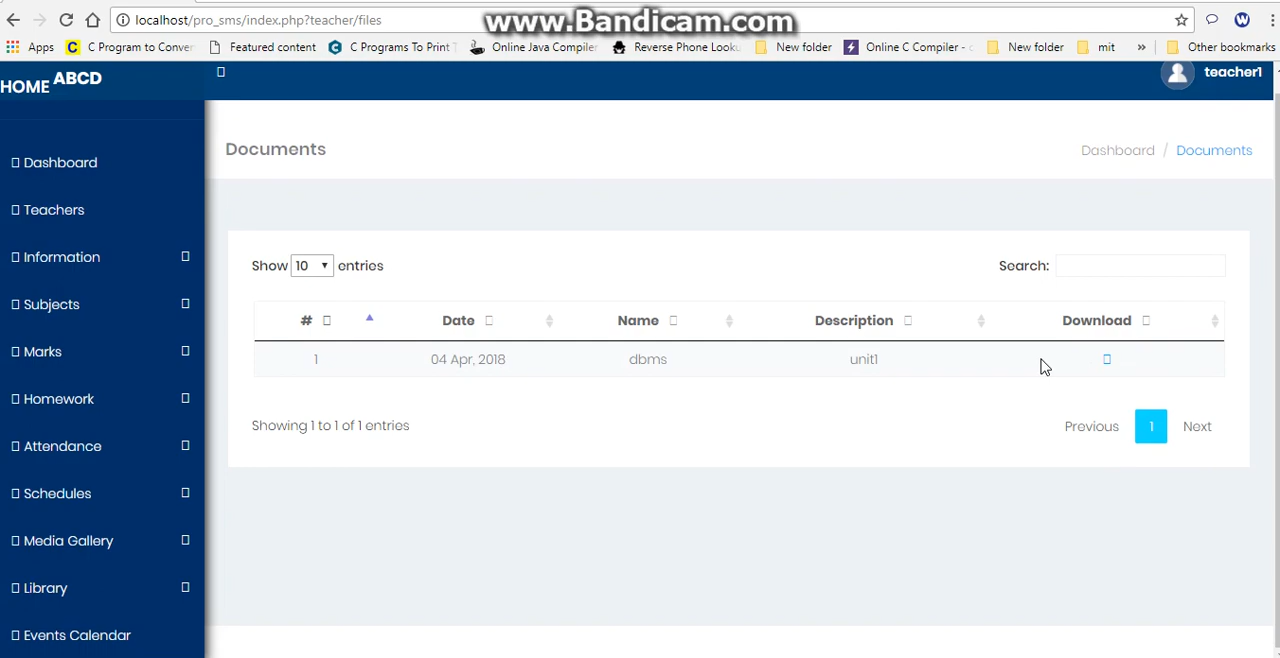 localhost/pro_sms/index.php?teacher/files
www.Bandicam.com
Apps C Program to Conver Featured content C Programs To Print Online Java Compiler Reverse Phone Looku New folder Online C Compiler - New folder mit » Other bookmarks
HOME ABCD
teacher1
Documents
Dashboard / Documents
Dashboard
Teachers
Information
Subjects
Marks
Homework
Attendance
Schedules
Media Gallery
Library
Events Calendar
Show 10 entries
Search:
# Date Name Description Download
1 04 Apr, 2018 dbms unit1
Showing 1 to 1 of 1 entries
Previous 1 Next